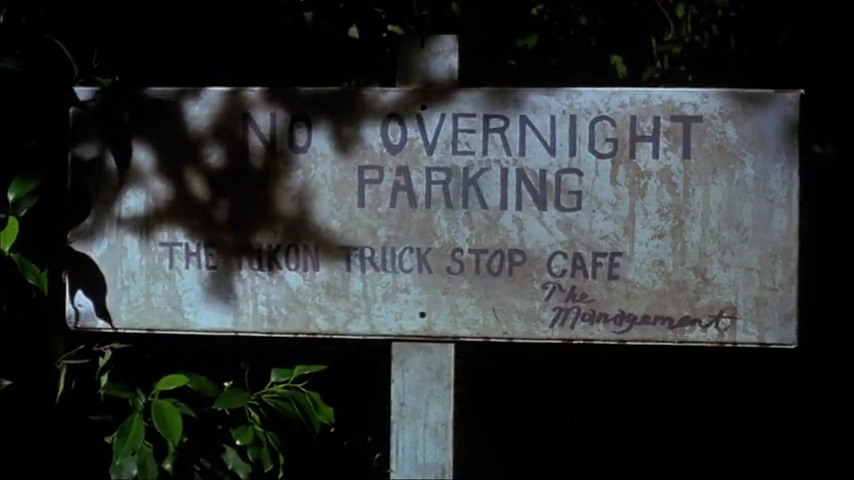 NO OVERNIGHT
PARKING
THE YUKON TRUCK STOP CAFE
The
Management